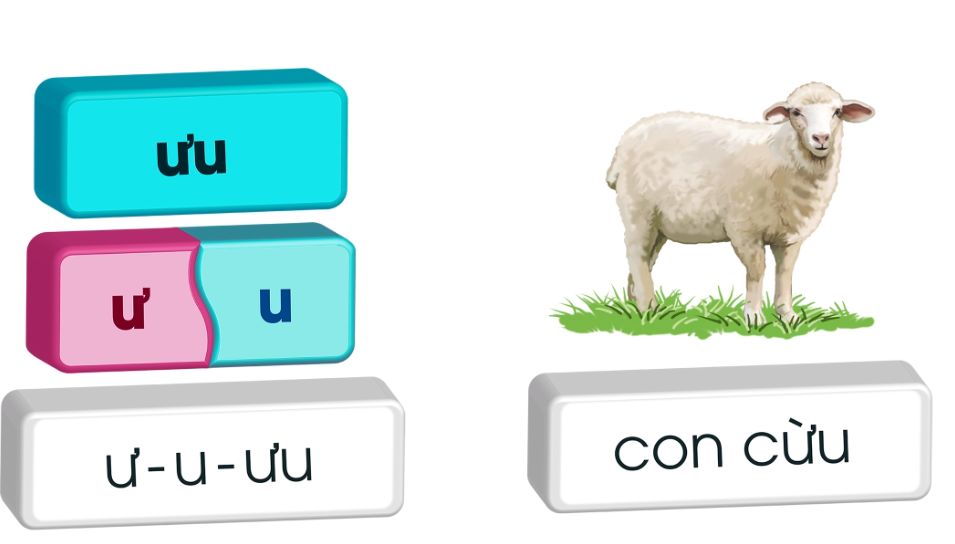 ưu
ư u
ư - u - ưu
con cừu